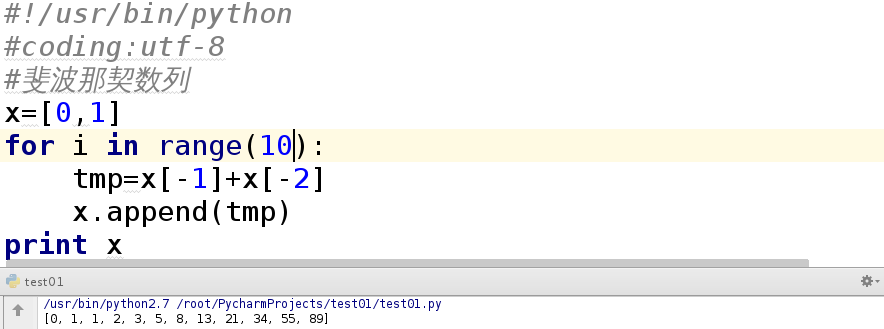 #!/usr/bin/python
#coding:utf-8
#斐波那契数列
x=[0,1]
for i in range(10):
    tmp=x[-1]+x[-2]
    x.append(tmp)
print x
test01
/usr/bin/python2.7 /root/PycharmProjects/test01/test01.py
[0, 1, 1, 2, 3, 5, 8, 13, 21, 34, 55, 89]